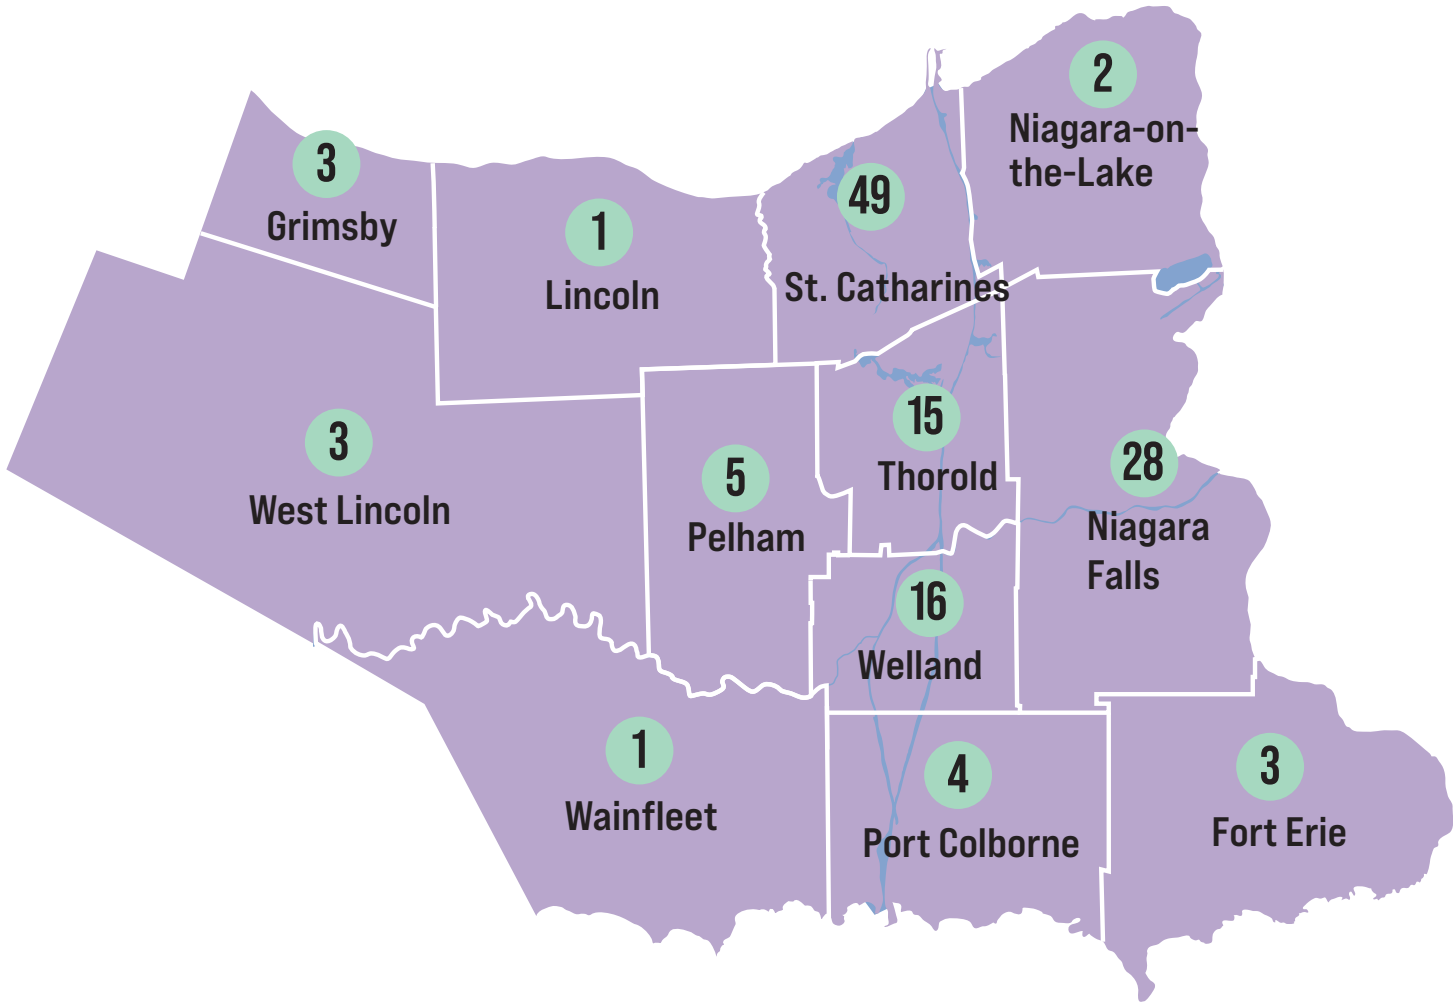 2
Niagara-on-
the-Lake
3
Grimsby
49
St. Catharines
1
Lincoln
15
Thorold
3
West Lincoln
5
Pelham
28
Niagara
Falls
16
Welland
1
Wainfleet
4
Port Colborne
3
Fort Erie